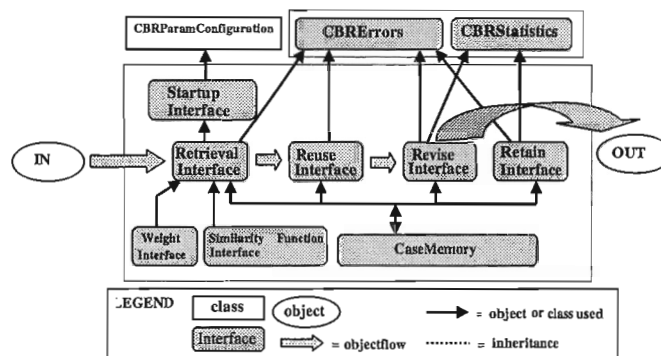 CBRParamConfiguration
CBRErrors
CBRStatistics
Startup
Interface
IN
Retrieval
Interface
Reuse
Interface
Revise
Interface
Retain
Interface
OUT
Weight
Interface
Similarity Function
Interface
CaseMemory
LEGEND
class
object
= object or class used
Interface
= objectflow
= inheritance